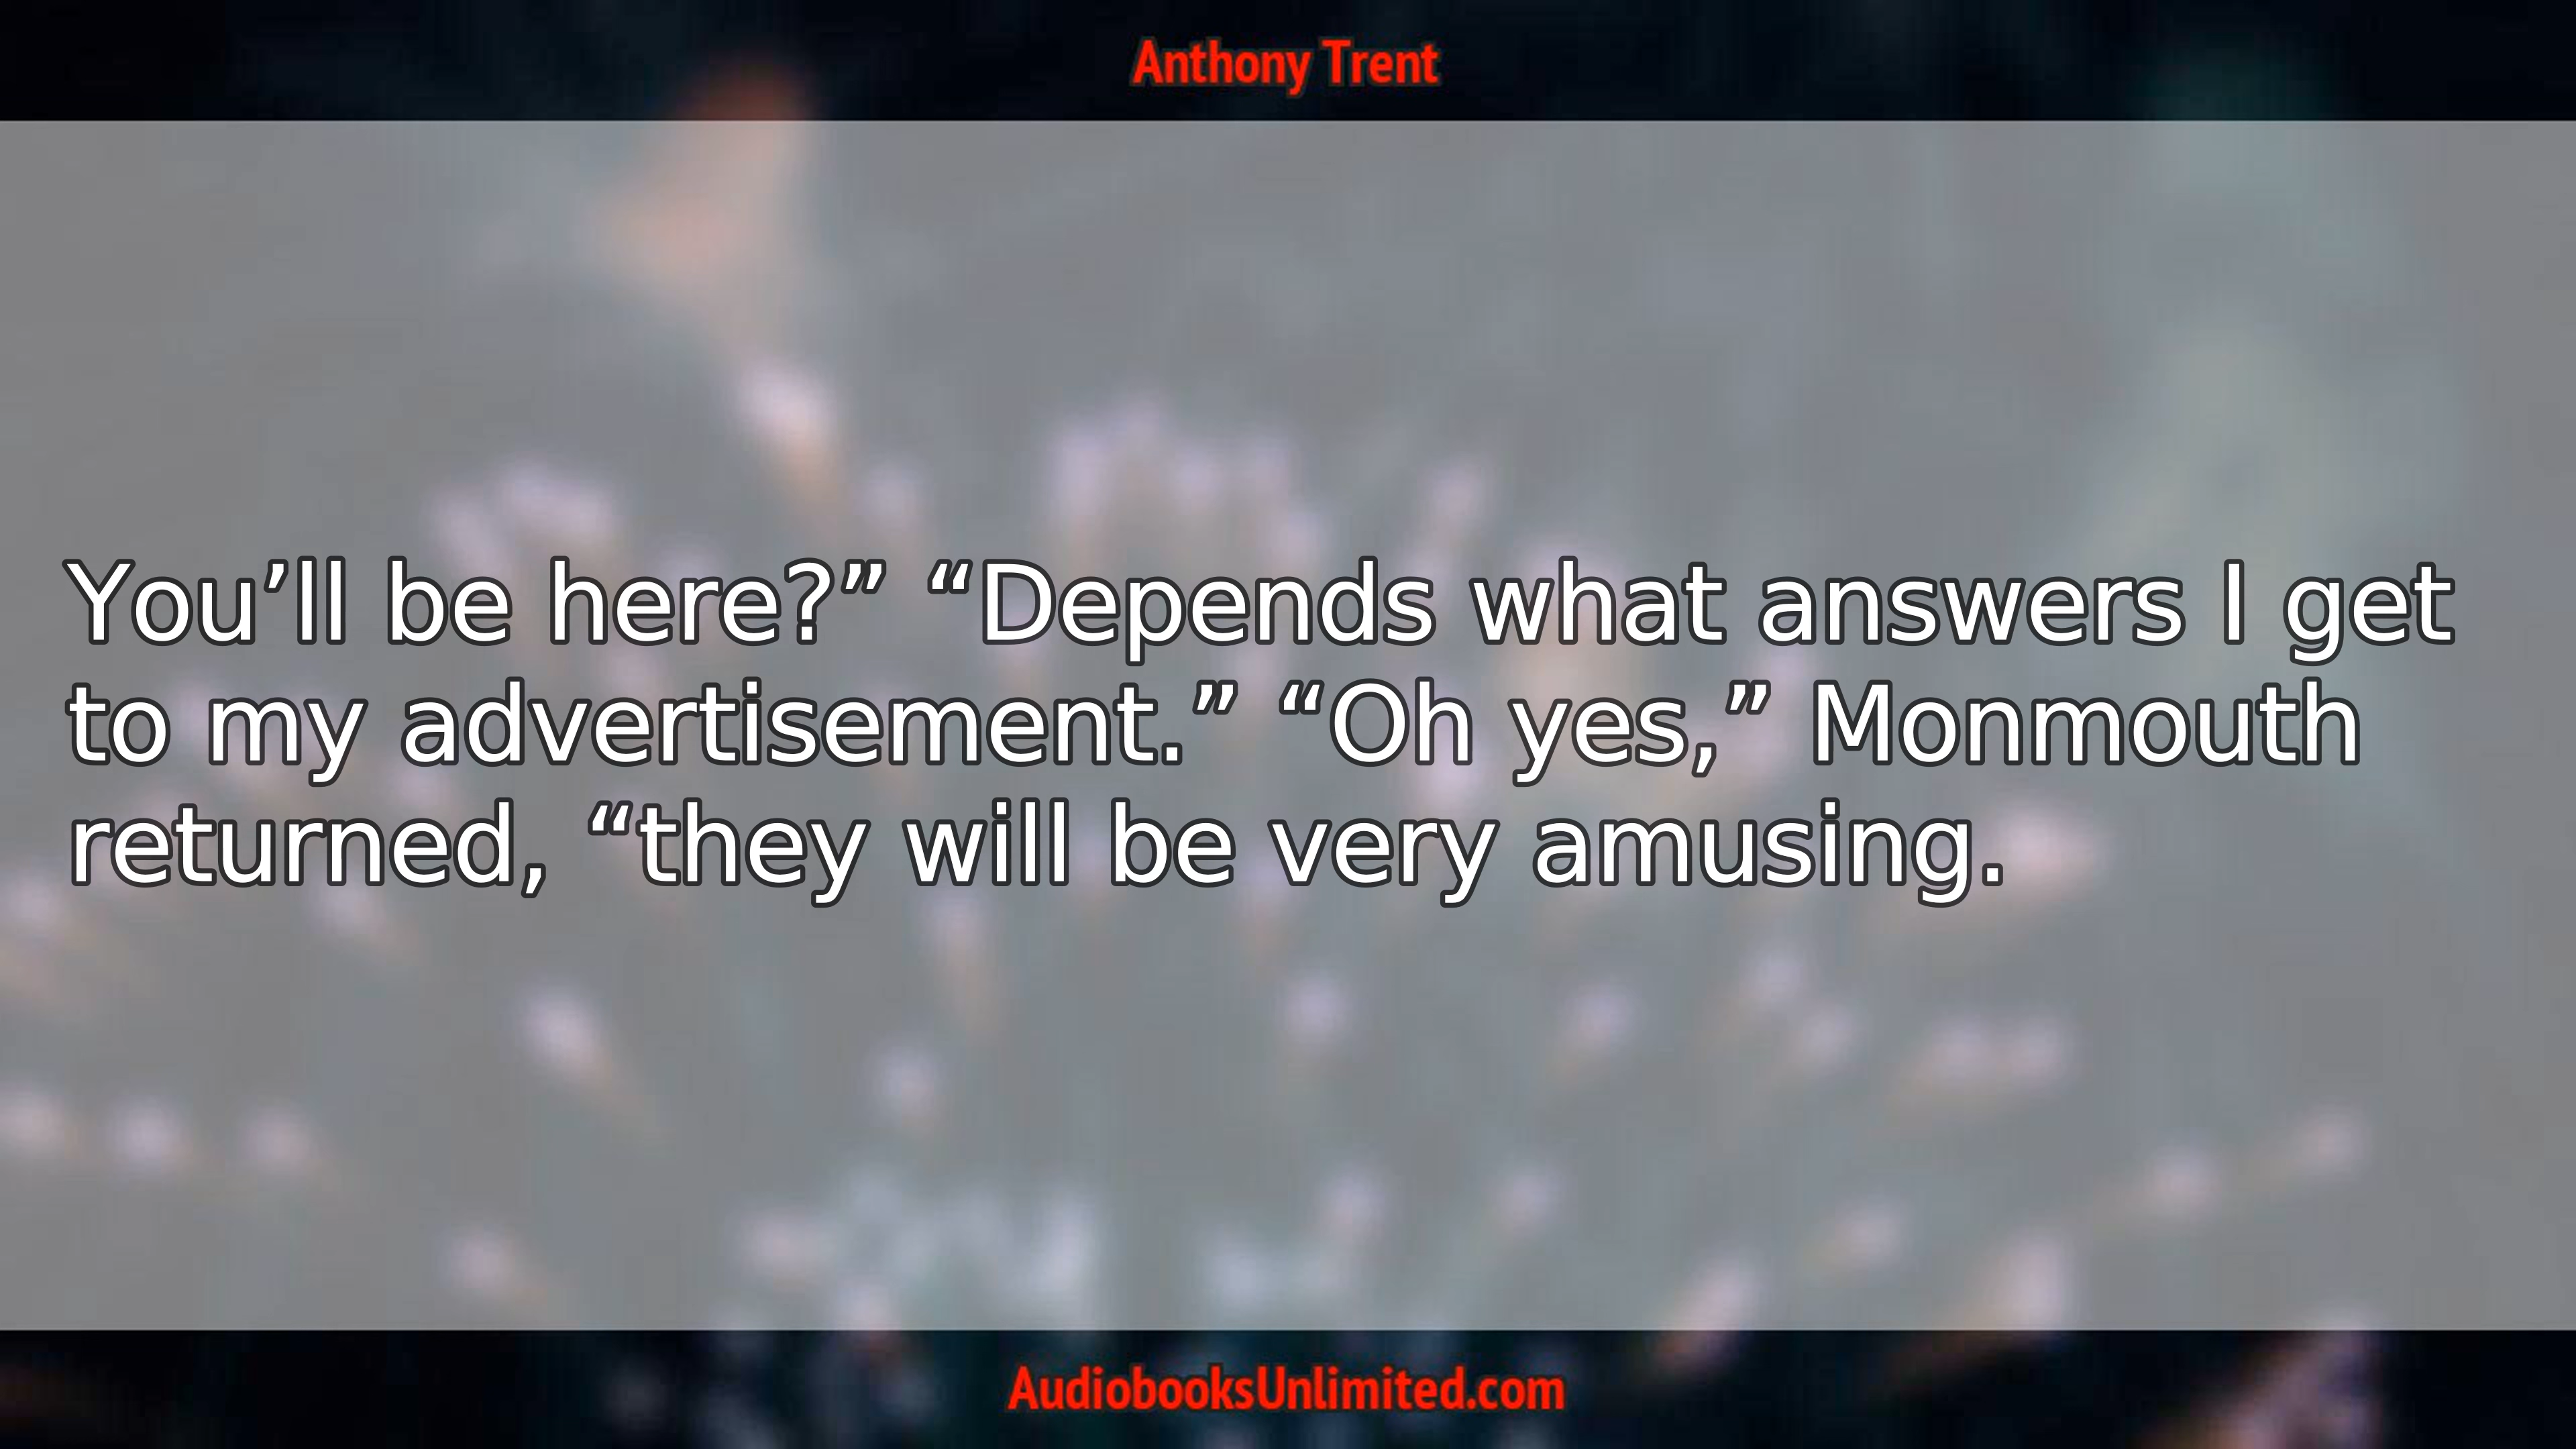 Anthony Trent
You’ll be here?” “Depends what answers I get
to my advertisement.” “Oh yes,” Monmouth
returned, “they will be very amusing.
AudiobooksUnlimited.com